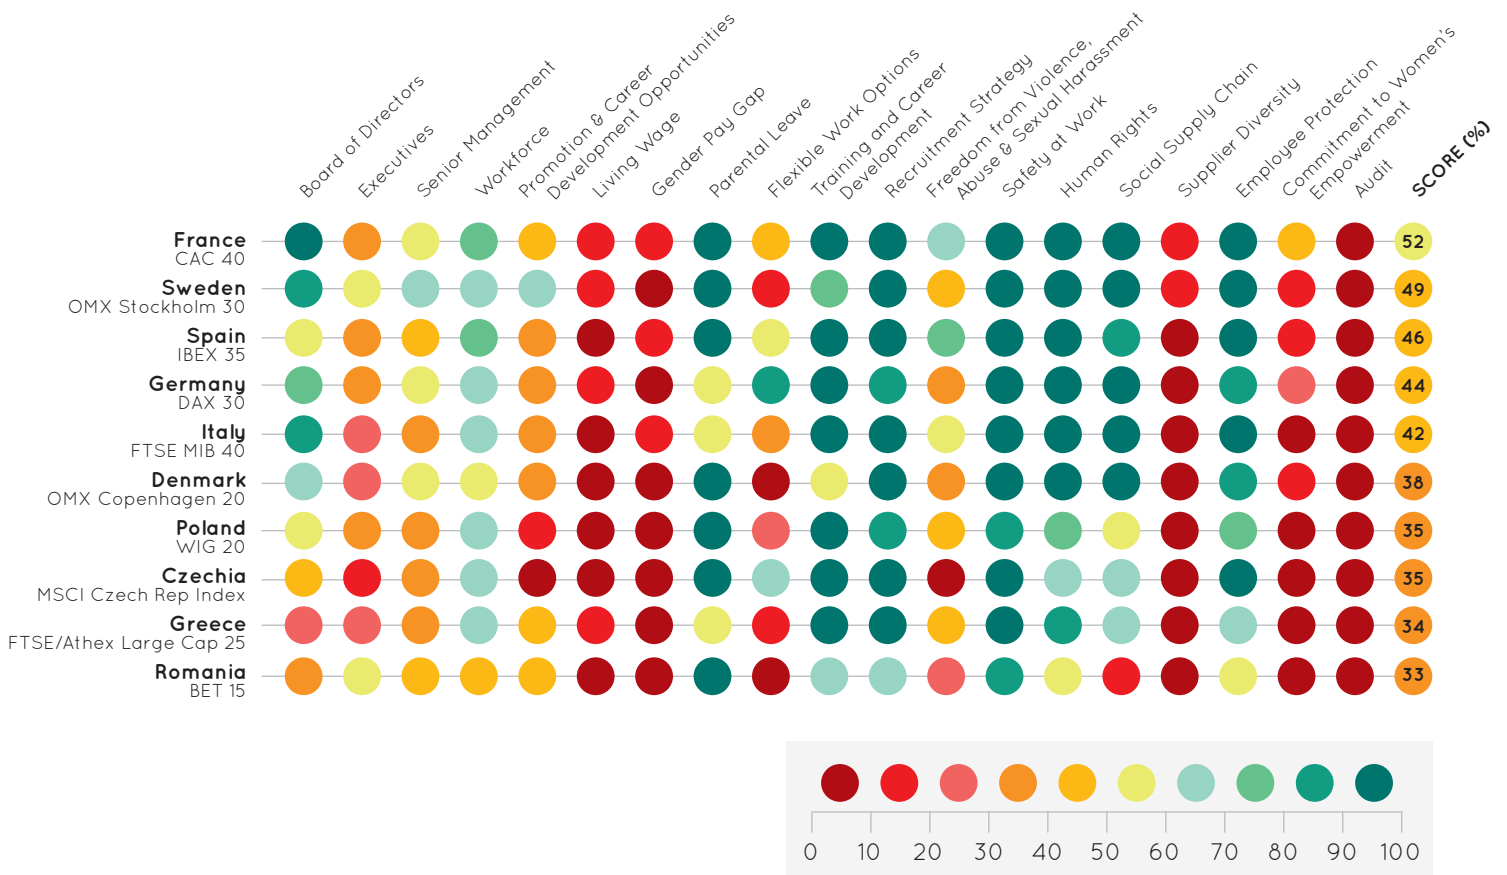 Board of Directors
Executives
Senior Management
Workforce
Promotion & Career
Development Opportunities
Living Wage
Gender Pay Gap
Parental Leave
Flexible Work Options
Training and Career
Development
Recruitment Strategy
Freedom from Violence,
Abuse & Sexual Harassment
Safety at Work
Human Rights
Social Supply Chain
Supplier Diversity
Employee Protection
Commitment to Women's
Empowerment
Audit
SCORE (%)
France
CAC 40
52
Sweden
OMX Stockholm 30
49
Spain
IBEX 35
46
Germany
DAX 30
44
Italy
FTSE MIB 40
42
Denmark
OMX Copenhagen 20
38
Poland
WIG 20
35
Czechia
MSCI Czech Rep Index
35
Greece
FTSE/Athex Large Cap 25
34
Romania
BET 15
33
0 10 20 30 40 50 60 70 80 90 100